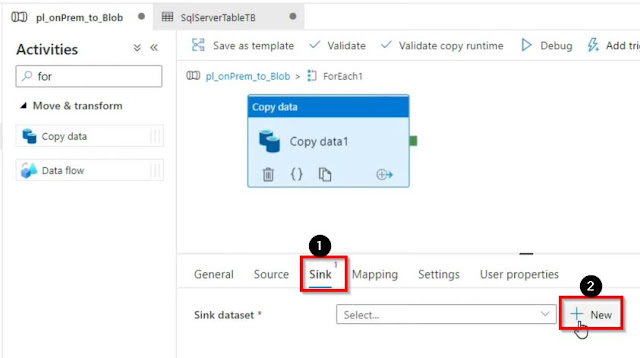 pl_onPrem_to_Blob
SqlServerTableTB
Activities
for
Move & transform
Copy data
Data flow
Save as template
Validate
Validate copy runtime
Debug
Add trig
pl_onPrem_to_Blob > ForEach1
Copy data
Copy data1
{}
1
General
Source
Sink 1
Mapping
Settings
User properties
2
Sink dataset *
Select...
+ New